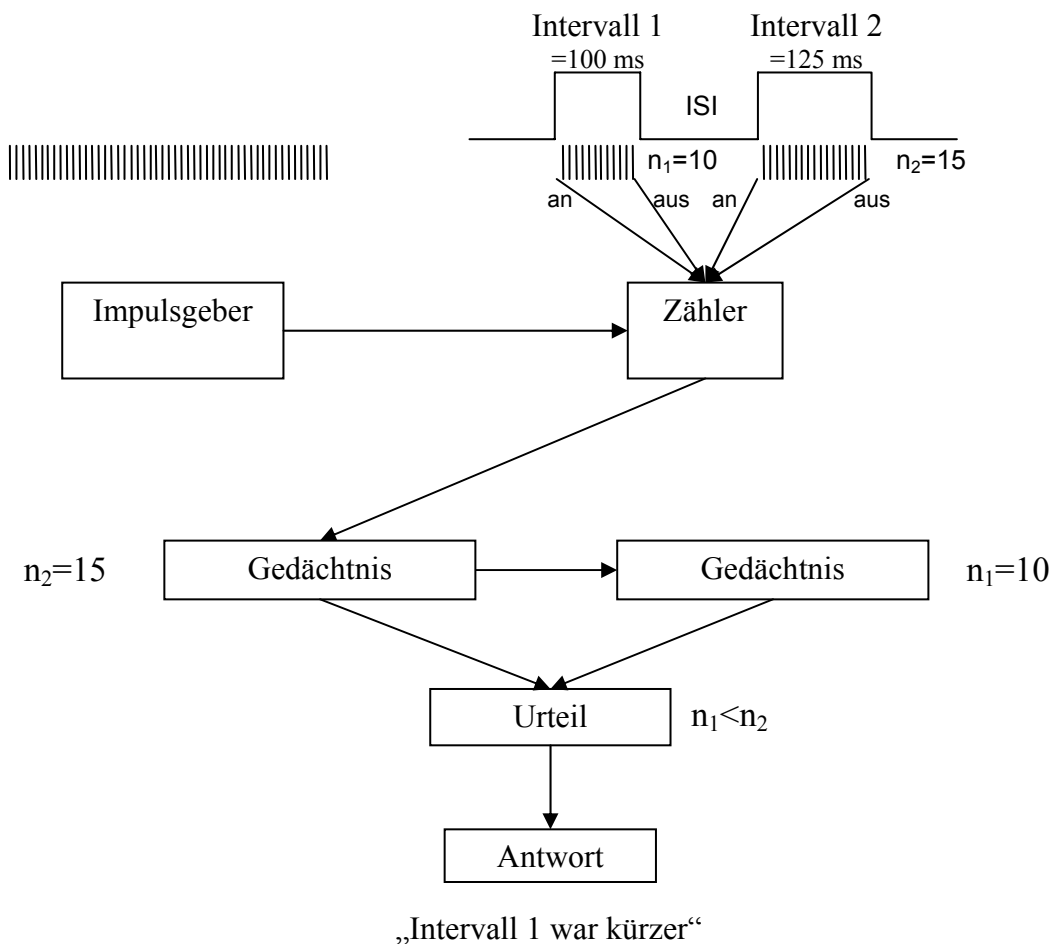 Intervall 1 Intervall 2
=100 ms =125 ms
ISI
n₁=10 n₂=15
an aus an aus
Impulsgeber Zähler
n₂=15 Gedächtnis Gedächtnis n₁=10
Urteil n₁<n₂
Antwort
„Intervall 1 war kürzer“